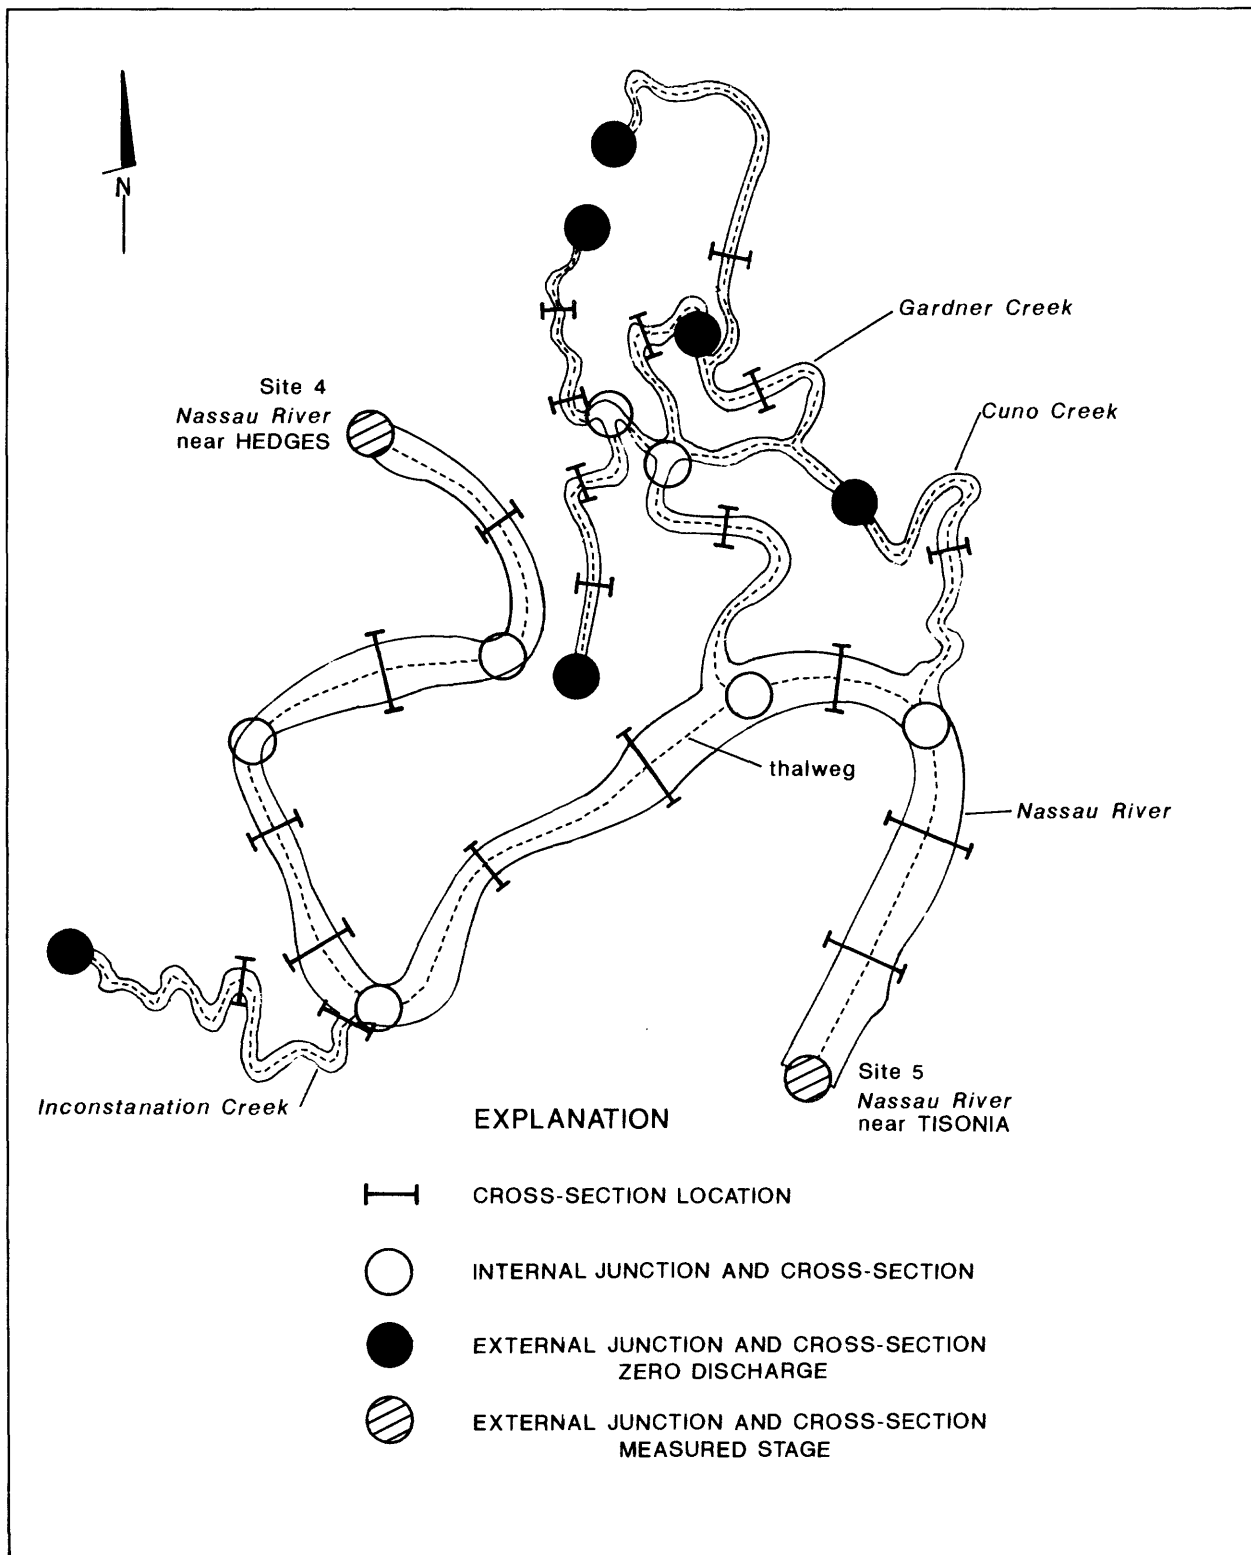 N
Gardner Creek
Cuno Creek
Site 4
Nassau River
near HEDGES
thalweg
Nassau River
Site 5
Nassau River
near TISONIA
Inconstanation Creek
EXPLANATION
CROSS-SECTION LOCATION
INTERNAL JUNCTION AND CROSS-SECTION
EXTERNAL JUNCTION AND CROSS-SECTION
ZERO DISCHARGE
EXTERNAL JUNCTION AND CROSS-SECTION
MEASURED STAGE